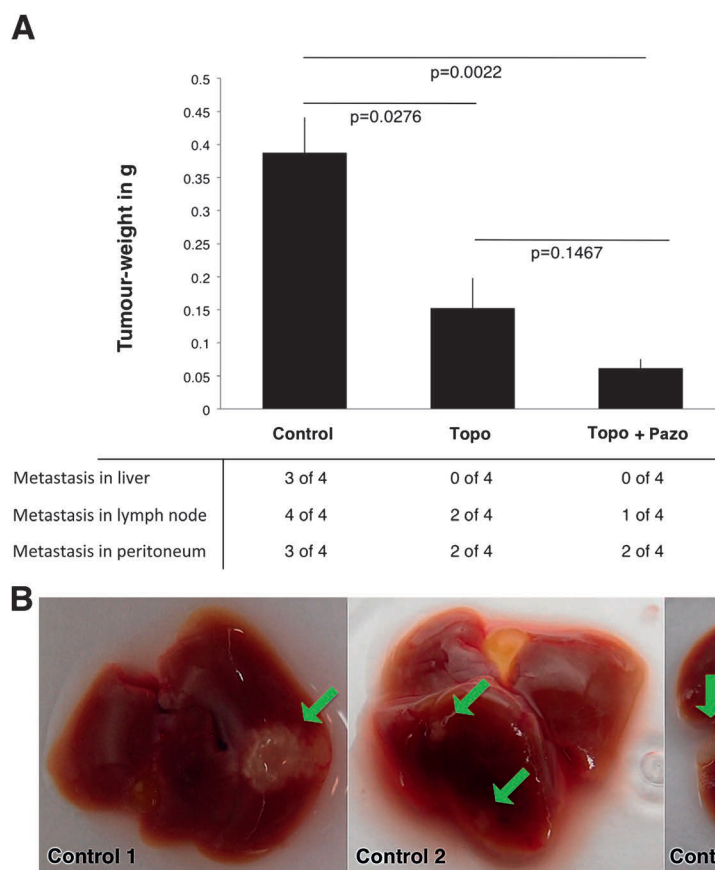 A
p=0.0022
p=0.0276
p=0.1467
Tumour-weight in g
0.5
0.45
0.4
0.35
0.3
0.25
0.2
0.15
0.1
0.05
0
Control Topo Topo + Pazo
Metastasis in liver 3 of 4 0 of 4 0 of 4
Metastasis in lymph node 4 of 4 2 of 4 1 of 4
Metastasis in peritoneum 3 of 4 2 of 4 2 of 4
B
Control 1 Control 2 Cont